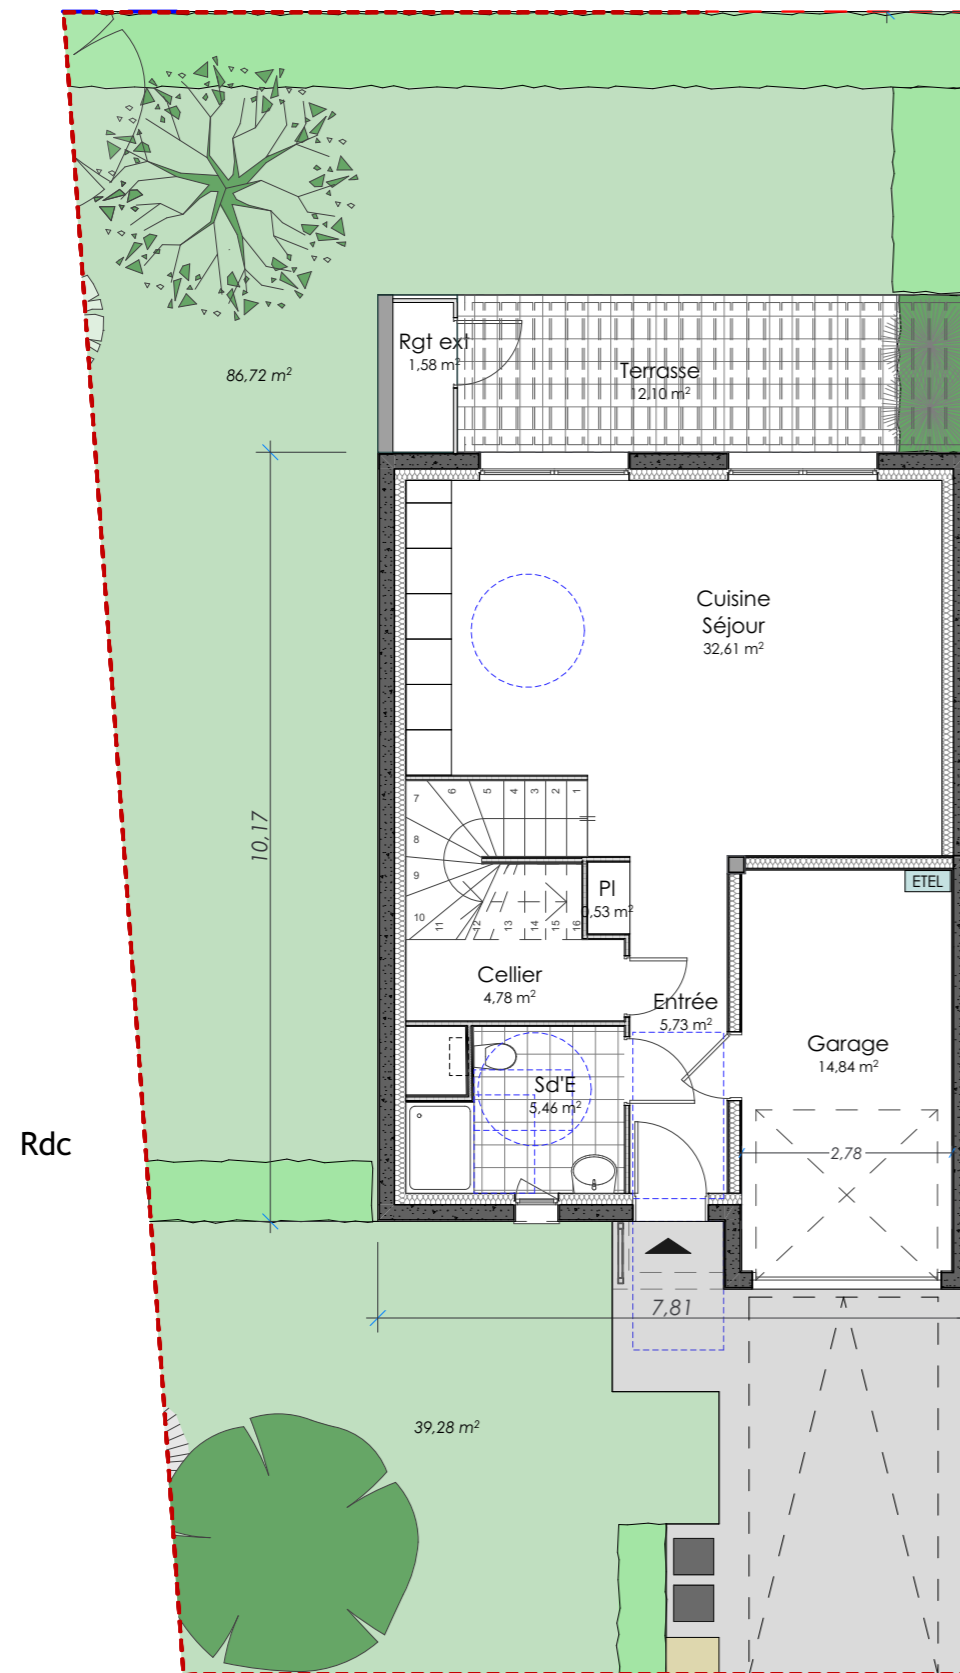 Rgt ext
1,58 m²
Terrasse
12,10 m²
86,72 m²
Cuisine
Séjour
32,61 m²
10,17
7 6 5 4 3 2 1
8
9
10 11 12 13 14 15 16
Pl
0,53 m²
ETEL
Cellier
4,78 m²
Entrée
5,73 m²
Garage
14,84 m²
Sd'E
5,46 m²
Rdc
2,78
7,81
39,28 m²